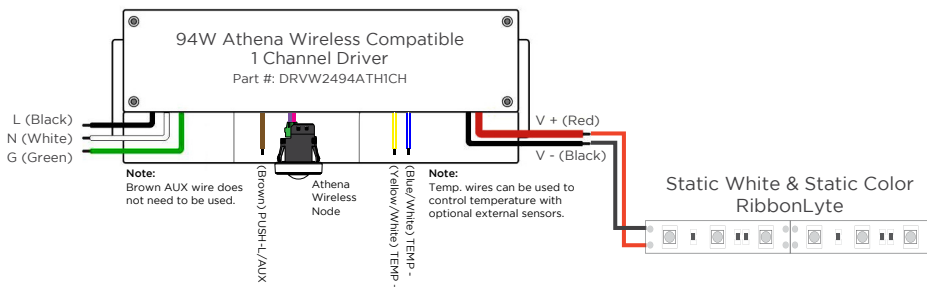 94W Athena Wireless Compatible
1 Channel Driver
Part #: DRVW2494ATH1CH
L (Black)
N (White)
G (Green)
Note:
Brown AUX wire does
not need to be used.
(Brown) PUSH-L/AUX
Athena
Wireless
Node
(Yellow/White) TEMP -
(Blue/White) TEMP -
Note:
Temp. wires can be used to
control temperature with
optional external sensors.
V + (Red)
V - (Black)
Static White & Static Color
RibbonLyte